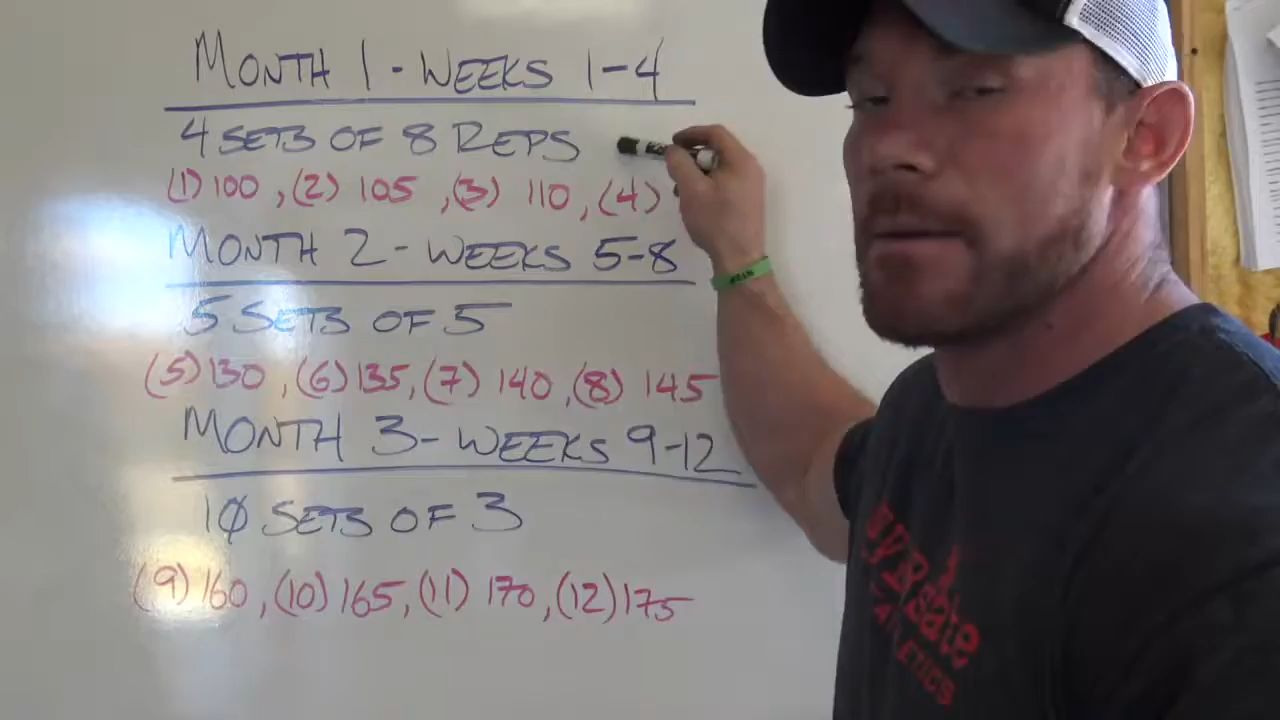 MONTH 1 - WEEKS 1-4
4 SETS OF 8 REPS
(1) 100, (2) 105, (3) 110, (4)
MONTH 2 - WEEKS 5-8
5 SETS OF 5
(5) 130, (6) 135, (7) 140, (8) 145
MONTH 3 - WEEKS 9-12
10 SETS OF 3
(9) 160, (10) 165, (11) 170, (12) 175